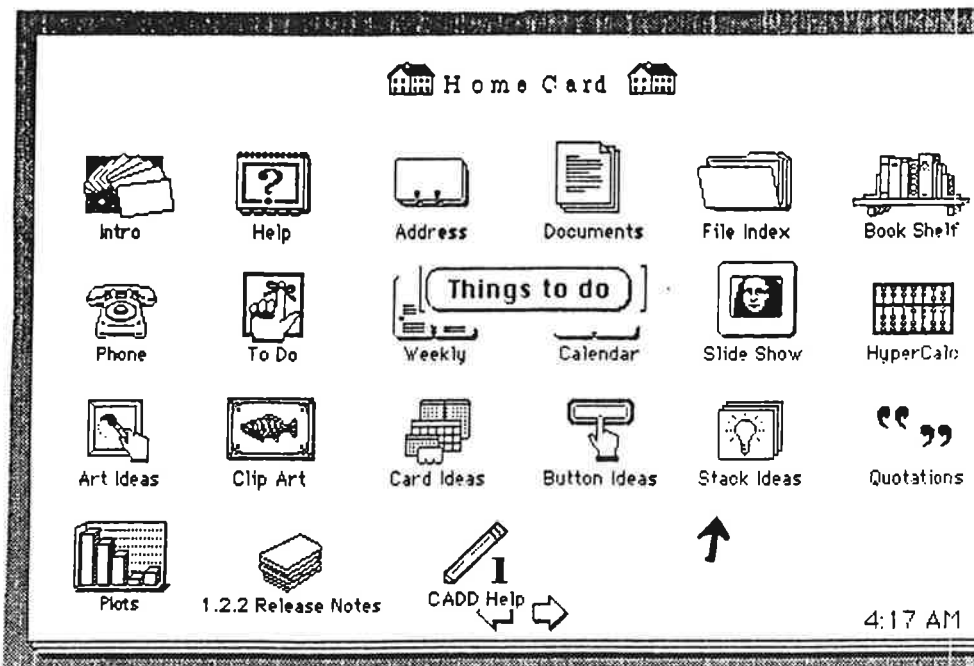 Home Card
Intro
Help
Address
Documents
File Index
Book Shelf
Phone
To Do
Things to do
Weekly
Calendar
Slide Show
HyperCalc
Art Ideas
Clip Art
Card Ideas
Button Ideas
Stack Ideas
Quotations
Plots
1.2.2 Release Notes
1
CADD Help
4:17 AM